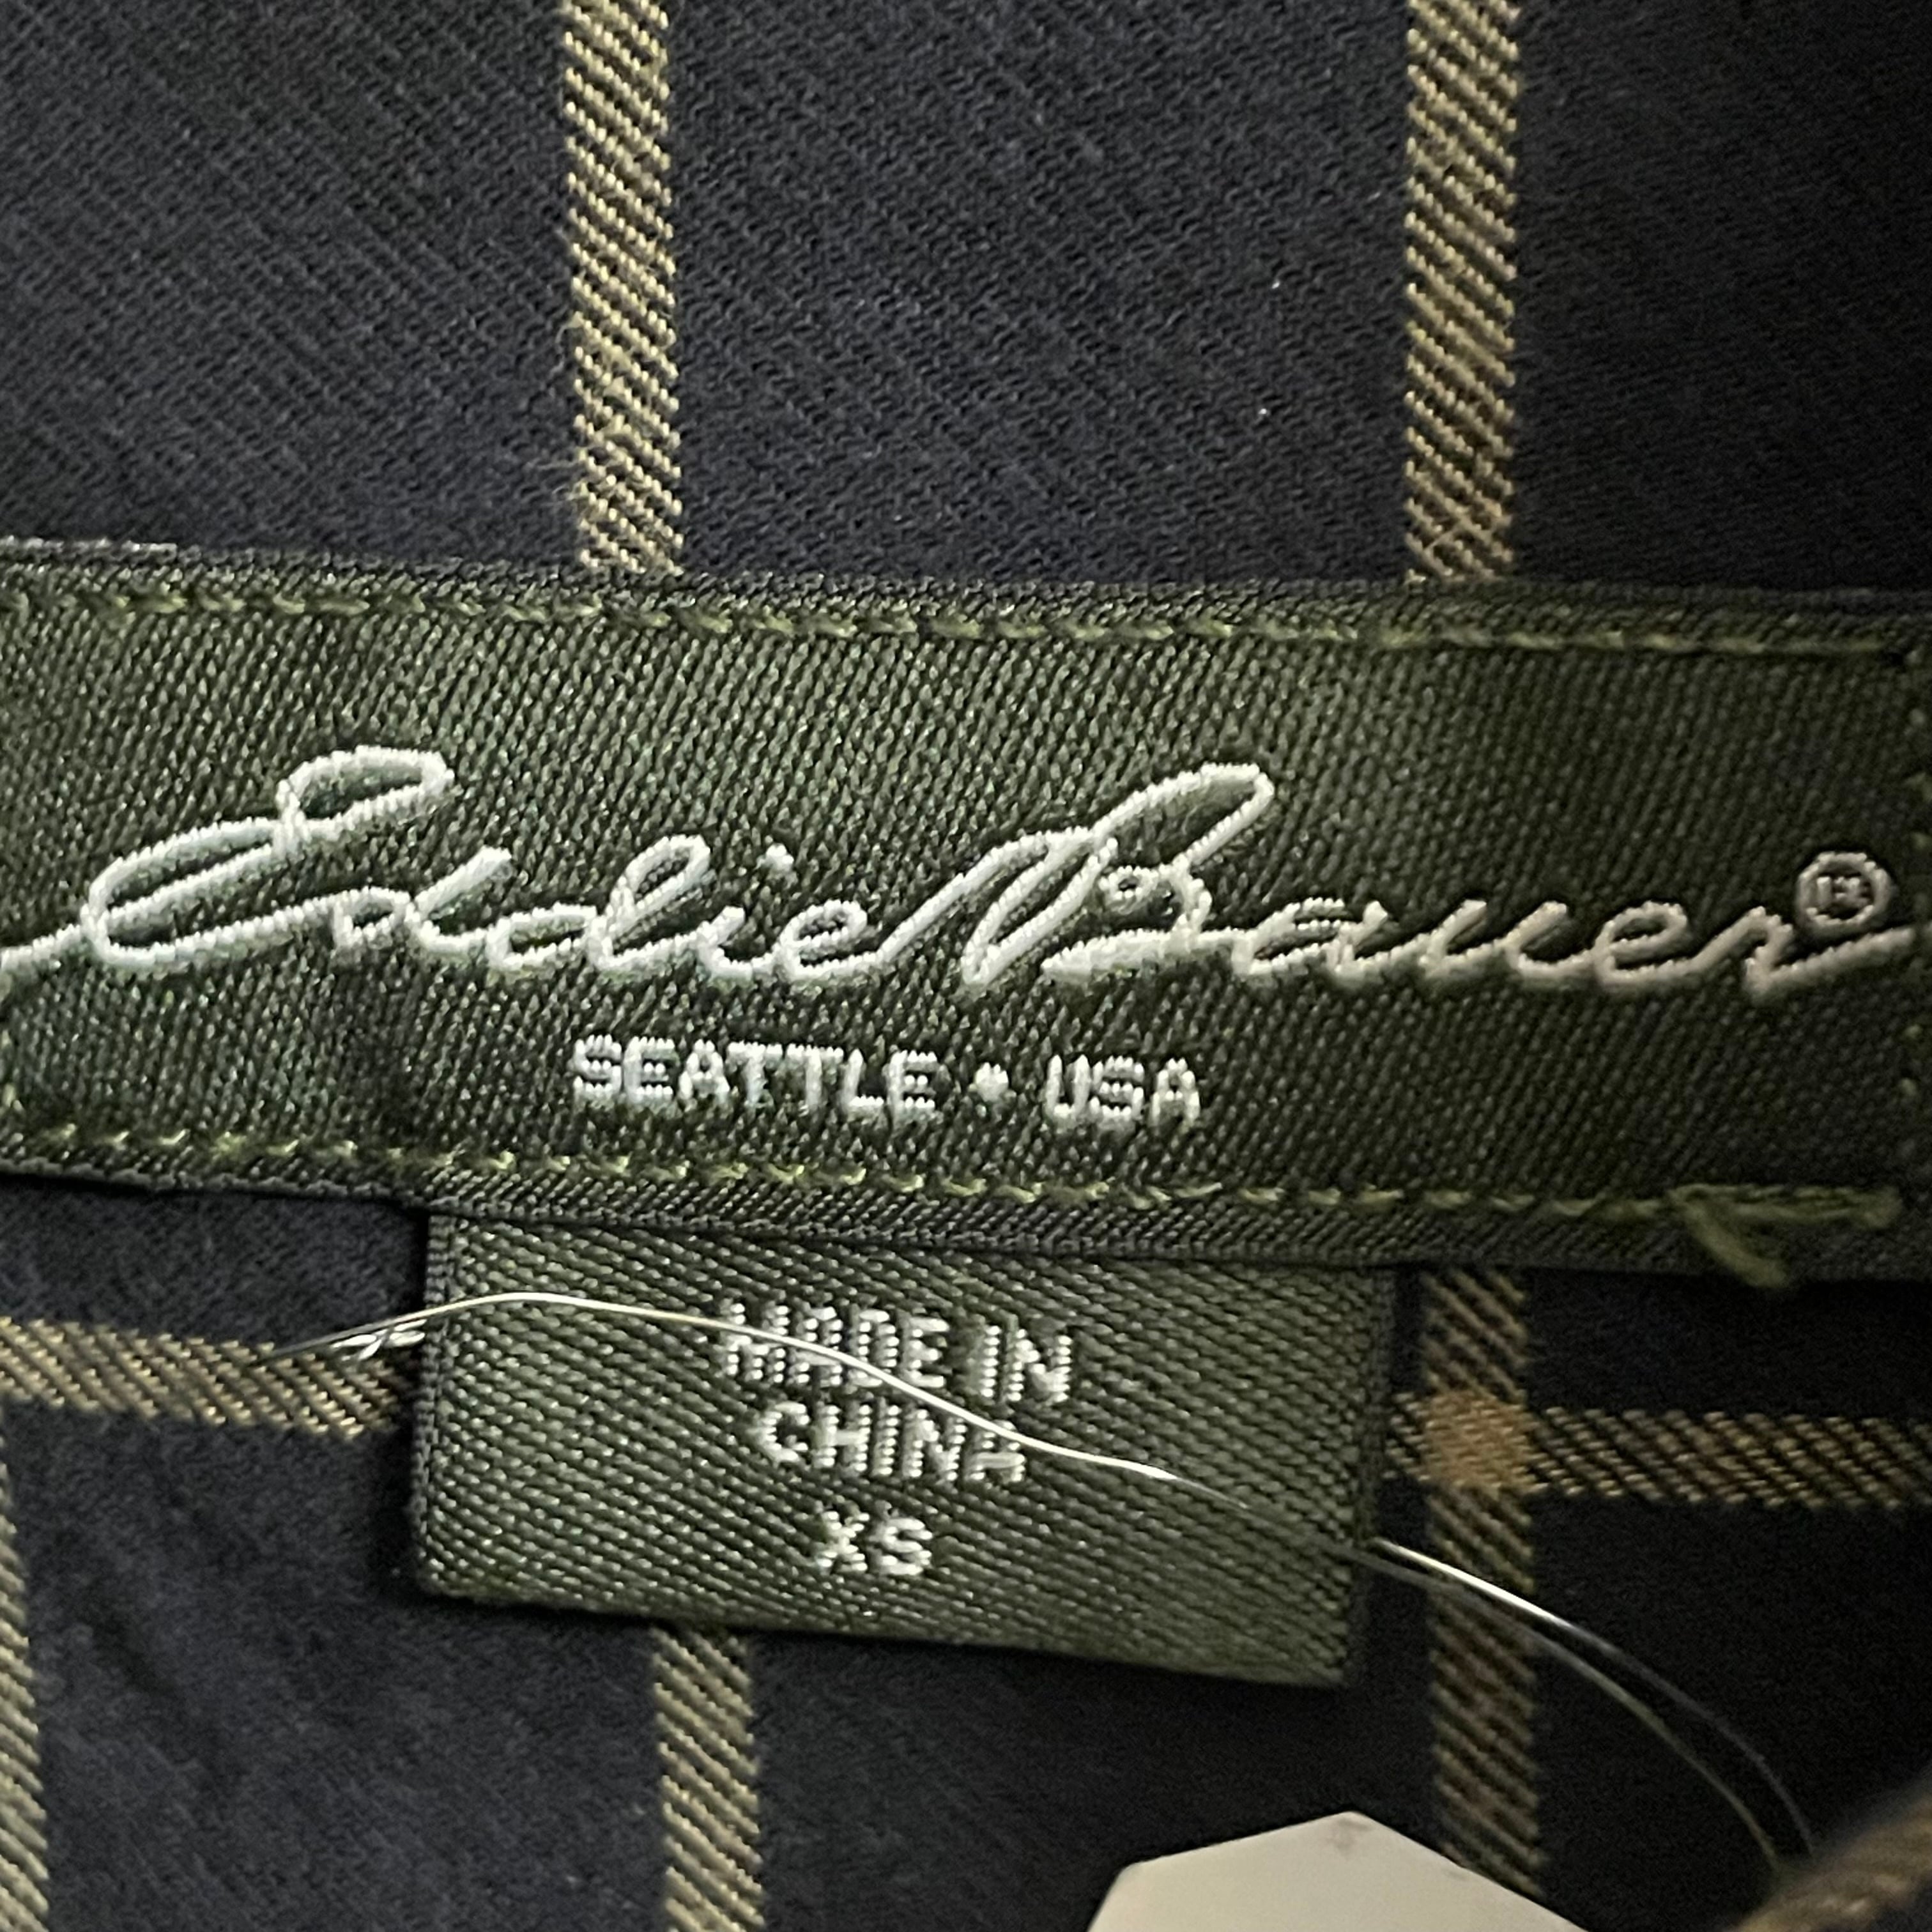 Eddie Bauer®
SEATTLE • USA
MADE IN
CHINA
XS